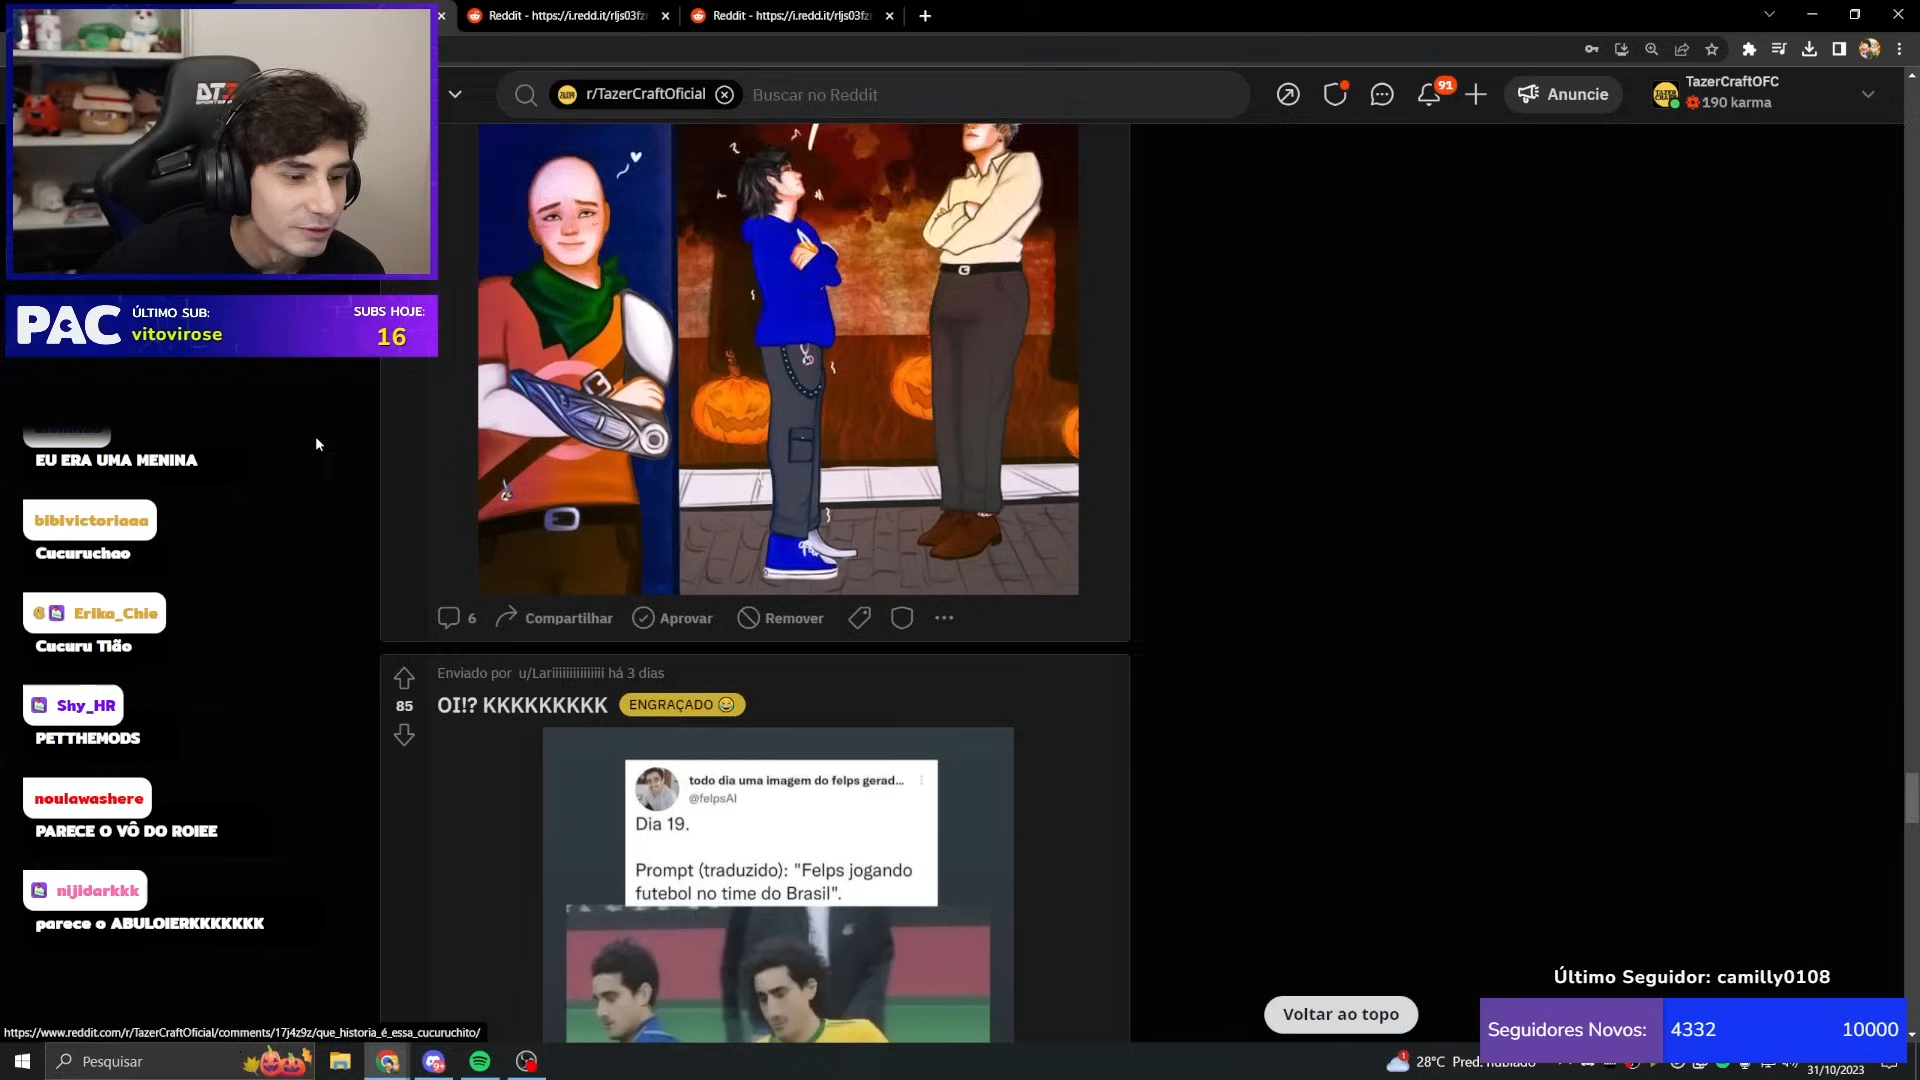 Reddit - https://i.redd.it/rljs03fz
Reddit - https://i.redd.it/rljs03fz
r/TazerCraftOficial
Buscar no Reddit
91
Anuncie
TazerCraftOFC
190 karma
PAC
ÚLTIMO SUB:
vitovirose
SUBS HOJE:
16
EU ERA UMA MENINA
bibivictoriaaa
Cucuruchao
Erika_Chie
Cucuru Tião
Shy_HR
PETTHEMODS
noulawashere
PARECE O VÔ DO ROIEE
nijidarkkk
parece o ABULOIERKKKKKKK
6
Compartilhar
Aprovar
Remover
Enviado por u/Lariiiiiiiiiiiiiii há 3 dias
85
OI!? KKKKKKKKK
ENGRAÇADO
todo dia uma imagem do felps gerad...
@felpsAI
Dia 19.
Prompt (traduzido): "Felps jogando
futebol no time do Brasil".
Último Seguidor: camilly0108
Voltar ao topo
Seguidores Novos:
4332
10000
https://www.reddit.com/r/TazerCraftOficial/comments/17j4z9z/que_historia_é_essa_cucuruchito/
Pesquisar
28°C Pred. nublado
31/10/2023